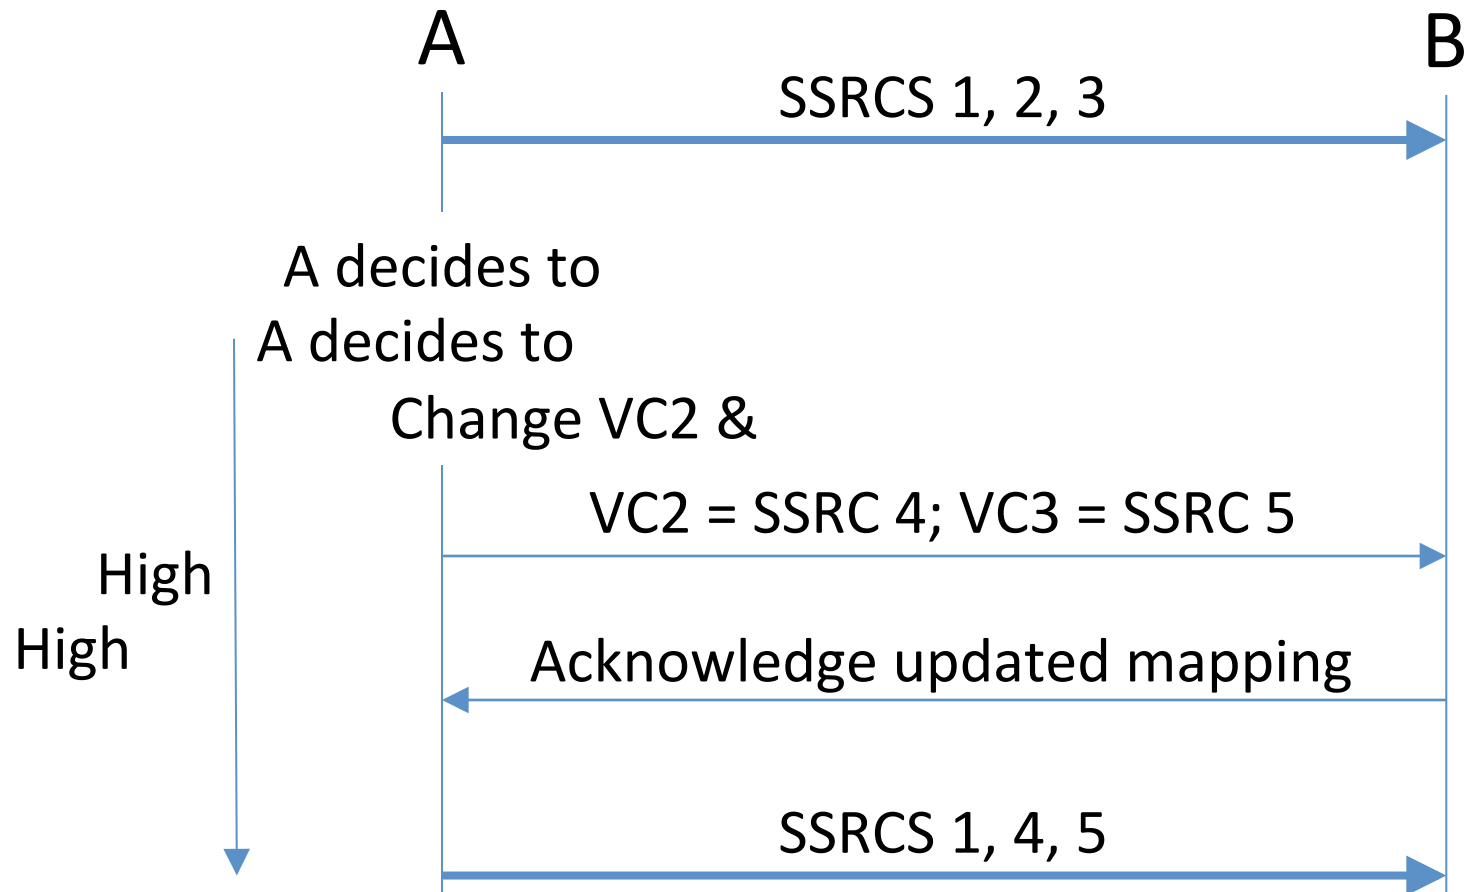 A
B
SSRCS 1, 2, 3
A decides to
A decides to
Change VC2 &
VC2 = SSRC 4; VC3 = SSRC 5
High
High
Acknowledge updated mapping
SSRCS 1, 4, 5